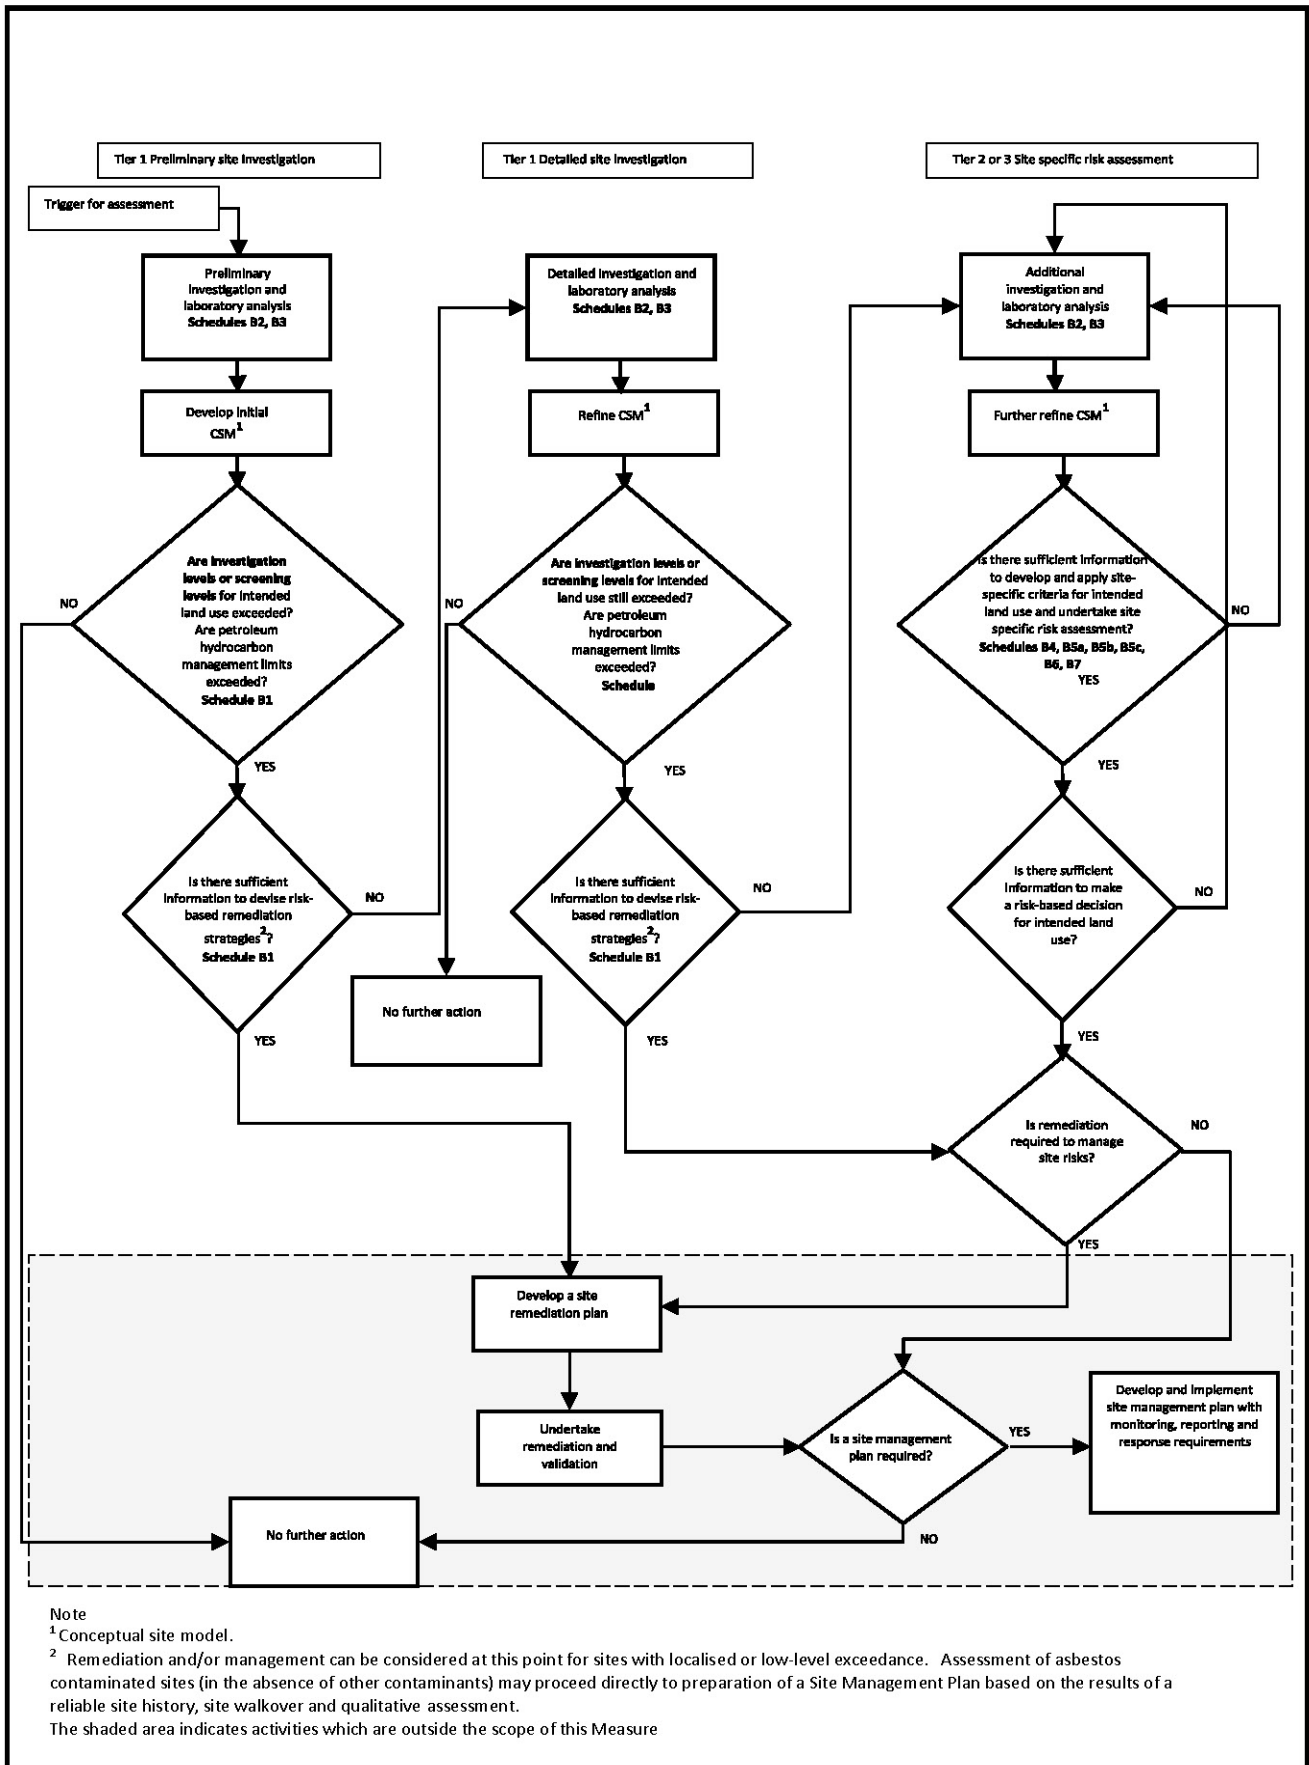 Tier 1 Preliminary site investigation
Tier 1 Detailed site investigation
Tier 2 or 3 Site specific risk assessment
Trigger for assessment
Preliminary
investigation and
laboratory analysis
Schedules B2, B3
Develop initial
CSM¹
Are investigation
levels or screening
levels for intended
land use exceeded?
Are petroleum
hydrocarbon
management limits
exceeded?
Schedule B1
NO
YES
Is there sufficient
information to devise risk-
based remediation
strategies²?
Schedule B1
NO
YES
Detailed investigation and
laboratory analysis
Schedules B2, B3
Refine CSM¹
Are investigation levels or
screening levels for intended
land use still exceeded?
Are petroleum
hydrocarbon
management limits
exceeded?
Schedule
NO
YES
No further action
Is there sufficient
information to devise risk-
based remediation
strategies²?
Schedule B1
NO
YES
Additional
investigation and
laboratory analysis
Schedules B2, B3
Further refine CSM¹
Is there sufficient information
to develop and apply site-
specific criteria for intended
land use and undertake site
specific risk assessment?
Schedules B4, B5a, B5b, B5c,
B6, B7
YES
NO
YES
Is there sufficient
information to make
a risk-based decision
for intended land
use?
NO
YES
Is remediation
required to manage
site risks?
NO
YES
Develop a site
remediation plan
Undertake
remediation and
validation
Is a site management
plan required?
YES
Develop and implement
site management plan with
monitoring, reporting and
response requirements
NO
No further action
Note
¹ Conceptual site model.
² Remediation and/or management can be considered at this point for sites with localised or low-level exceedance. Assessment of asbestos
contaminated sites (in the absence of other contaminants) may proceed directly to preparation of a Site Management Plan based on the results of a
reliable site history, site walkover and qualitative assessment.
The shaded area indicates activities which are outside the scope of this Measure